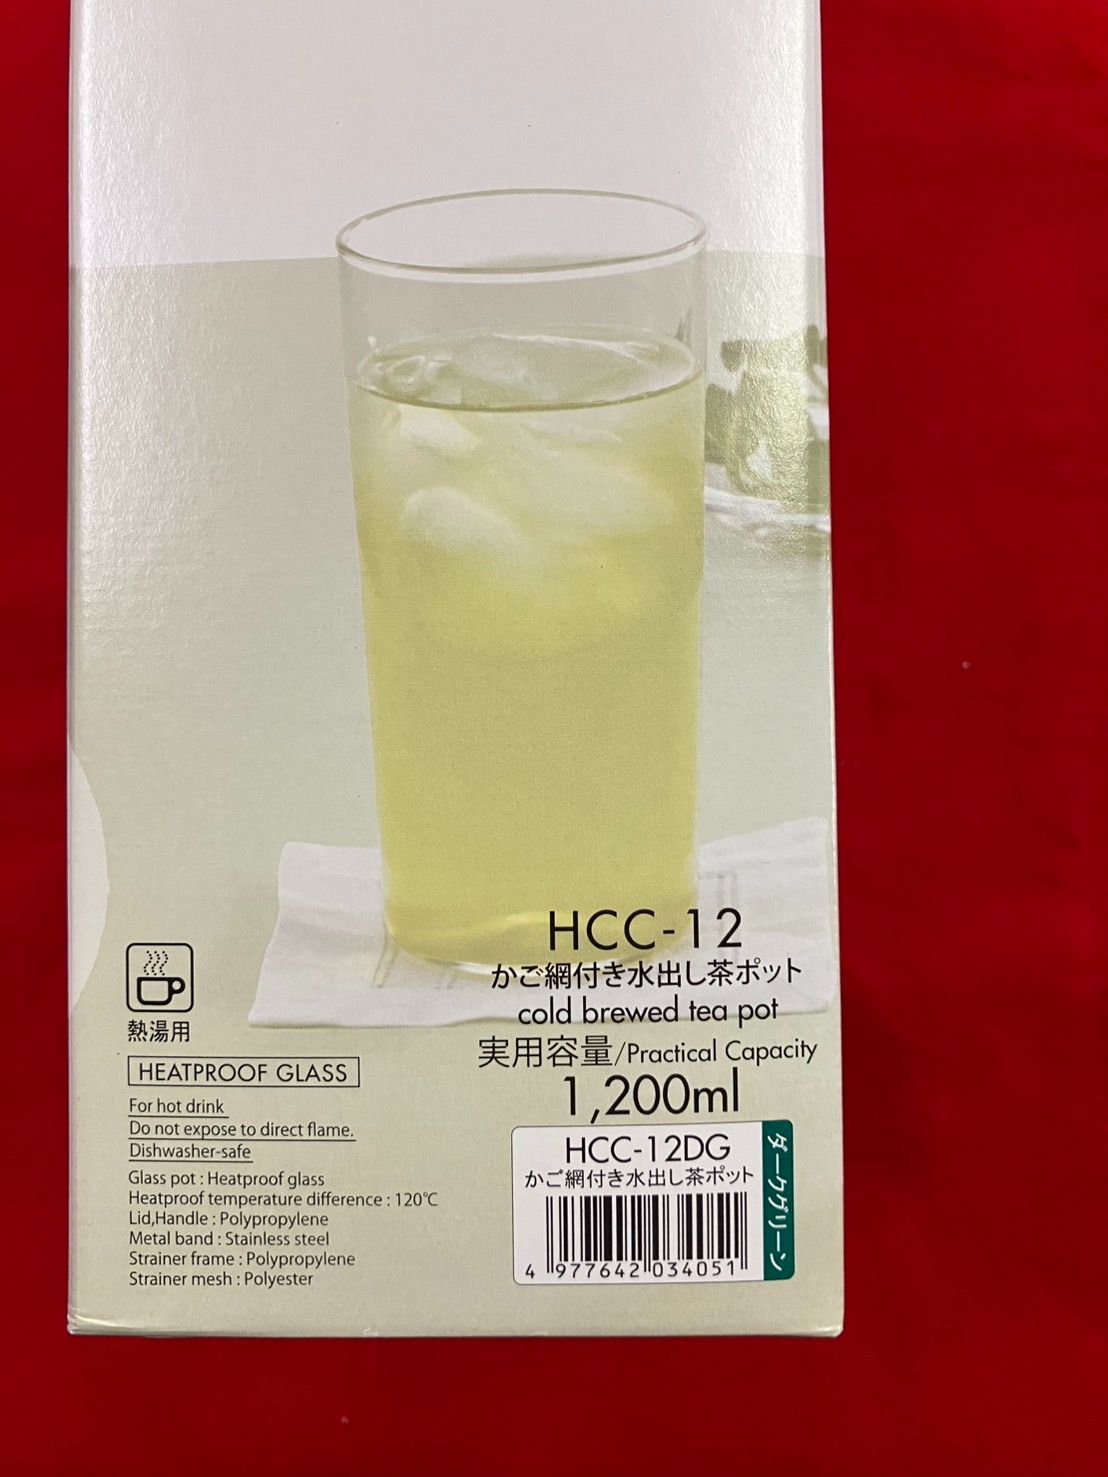 HCC-12
かご網付き水出し茶ポット
cold brewed tea pot
実用容量/Practical Capacity
1,200ml
熱湯用
HEATPROOF GLASS
For hot drink
Do not expose to direct flame.
Dishwasher-safe
Glass pot : Heatproof glass
Heatproof temperature difference : 120℃
Lid,Handle : Polypropylene
Metal band : Stainless steel
Strainer frame : Polypropylene
Strainer mesh : Polyester
HCC-12DG
かご網付き水出し茶ポット
4 977642 034051
ダークグリーン